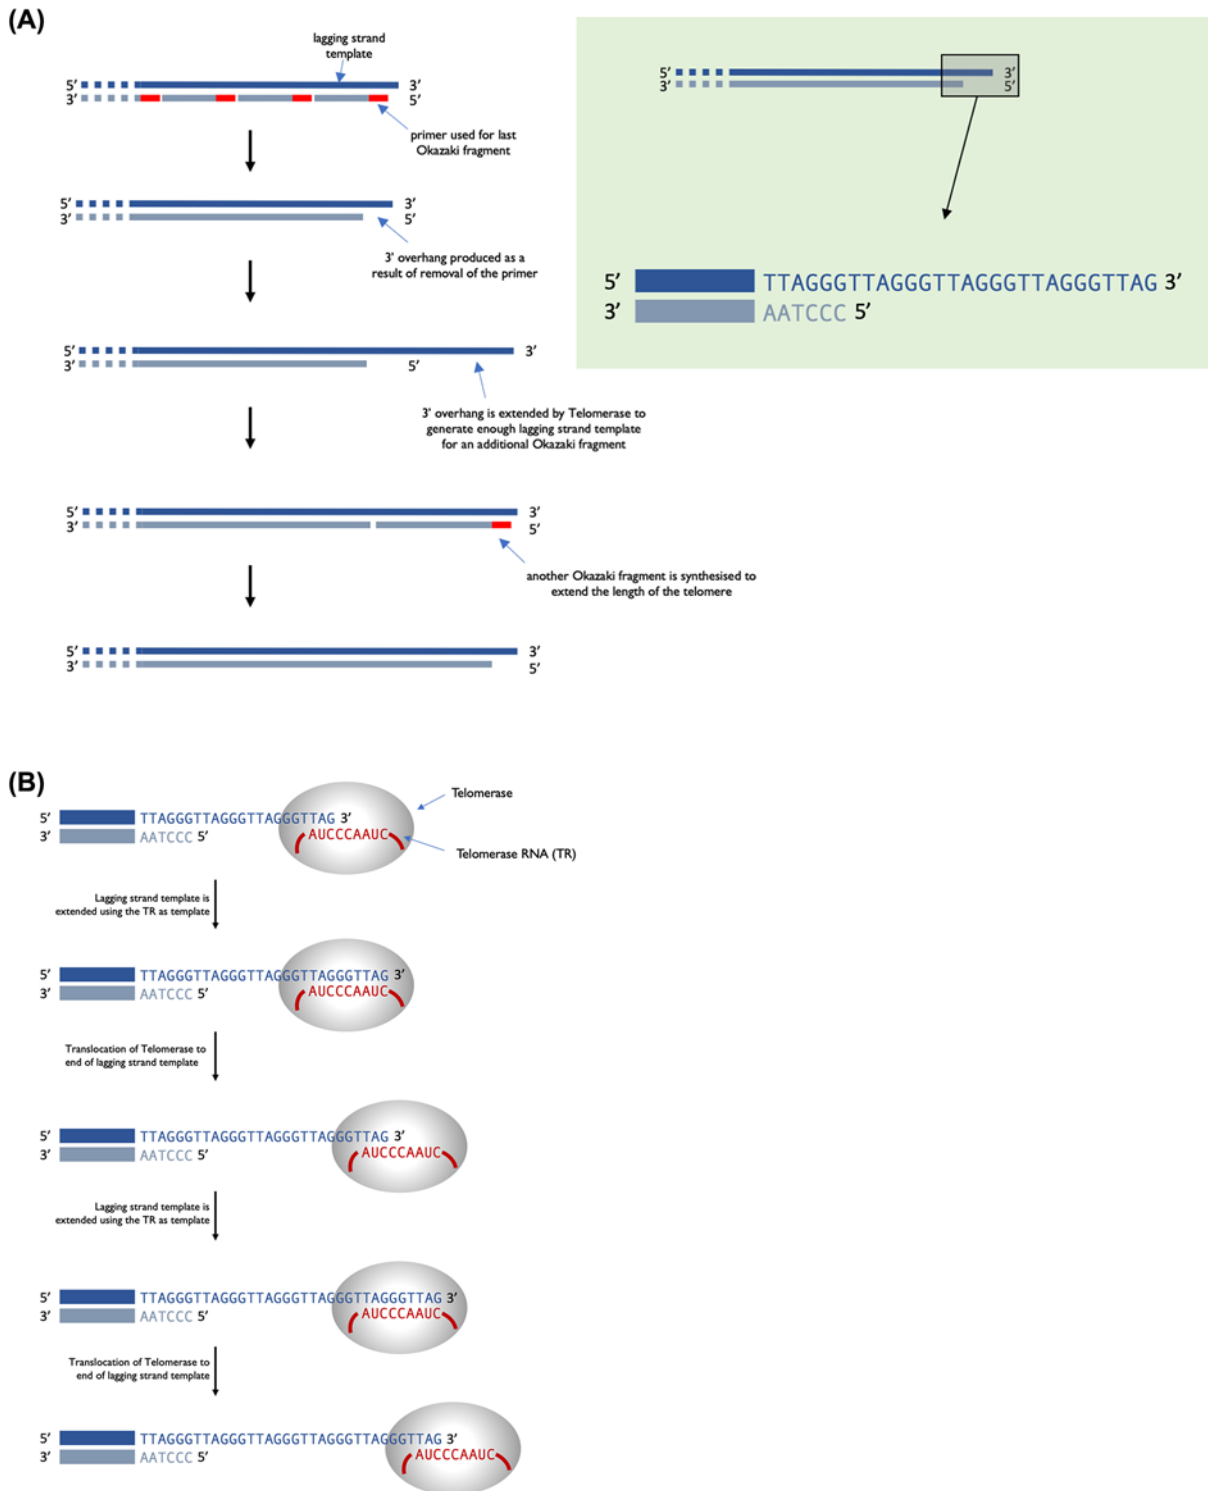 (A)
lagging strand
template
5’ 3’
3’ 5’
primer used for last
Okazaki fragment
5’ 3’
3’ 5’
3’ overhang produced as a
result of removal of the primer
5’ 3’
3’ 5’
3’ overhang is extended by Telomerase to
generate enough lagging strand template
for an additional Okazaki fragment
5’ 3’
3’ 5’
another Okazaki fragment is synthesised to
extend the length of the telomere
5’ 3’
3’ 5’
5’ 3’
3’ 5’
5’ TTAGGGTTAGGGTTAGGGTTAGGGTTAG 3’
3’ AATCCC 5’
(B)
5’ TTAGGGTTAGGGTTAGGGTTAG 3’
3’ AATCCC 5’ AUCCCAAUC
Telomerase
Telomerase RNA (TR)
Lagging strand template is
extended using the TR as template
5’ TTAGGGTTAGGGTTAGGGTTAGGGTTAG 3’
3’ AATCCC 5’ AUCCCAAUC
Translocation of Telomerase to
end of lagging strand template
5’ TTAGGGTTAGGGTTAGGGTTAGGGTTAG 3’
3’ AATCCC 5’ AUCCCAAUC
Lagging strand template is
extended using the TR as template
5’ TTAGGGTTAGGGTTAGGGTTAGGGTTAGGGTTAG 3’
3’ AATCCC 5’ AUCCCAAUC
Translocation of Telomerase to
end of lagging strand template
5’ TTAGGGTTAGGGTTAGGGTTAGGGTTAGGGTTAG 3’
3’ AATCCC 5’ AUCCCAAUC